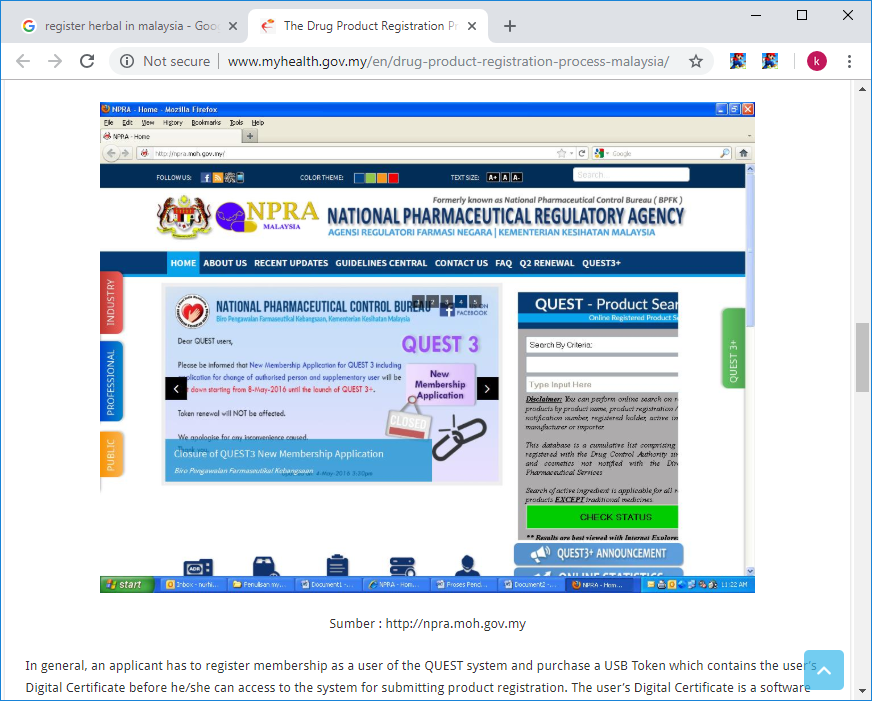 register herbal in malaysia - Goo
The Drug Product Registration Pr
Not secure
www.myhealth.gov.my/en/drug-product-registration-process-malaysia/
k
NPRA - Home - Mozilla Firefox
File Edit View History Bookmarks Tools Help
NPRA - Home
http://npra.moh.gov.my/
Google
FOLLOW US:
COLOR THEME:
TEXT SIZE: A+ A A-
Search...
Formerly known as National Pharmaceutical Control Bureau ( BPFK )
NPRA
MALAYSIA
NATIONAL PHARMACEUTICAL REGULATORY AGENCY
AGENSI REGULATORI FARMASI NEGARA | KEMENTERIAN KESIHATAN MALAYSIA
HOME ABOUT US RECENT UPDATES GUIDELINES CENTRAL CONTACT US FAQ Q2 RENEWAL QUEST3+
INDUSTRY
PROFESSIONAL
PUBLIC
NATIONAL PHARMACEUTICAL CONTROL BUREAU
Biro Pengawalan Farmaseutikal Kebangsaan, Kementerian Kesihatan Malaysia
1 2 3 4 5
FACEBOOK
Dear QUEST users,
QUEST 3
Please be informed that New Membership Application for QUEST 3 including
application for change of authorised person and supplementary user will be
shut down starting from 8-May-2016 until the launch of QUEST 3+.
New
Membership
Application
Token renewal will NOT be affected.
CLOSED
We apologise for any inconvenience caused.
Closure of QUEST3 New Membership Application
Biro Pengawalan Farmaseutikal Kebangsaan
4-May-2016 3:30pm
QUEST - Product Sear
Online Registered Product S
Search By Criteria:
Type Input Here
Disclaimer: You can perform online search on r
products by product name, product registration /
notification number, registered holder, active in
manufacturer or importer.
This database is a cumulative list comprising
registered with the Drug Control Authority si
and cosmetics not notified with the Dir
Pharmaceutical Services
Search of active ingredient is applicable for all r
products EXCEPT traditional medicines.
CHECK STATUS
** Results are best viewed with Internet Explore
QUEST 3+
QUEST3+ ANNOUNCEMENT
ONLINE STATISTICS
ADR
start
Inbox - nurhi...
Penulisan my...
Document1 -...
NPRA - Hom...
Proses Pend...
Document2 -...
NPRA - Hom...
11:22 AM
Sumber : http://npra.moh.gov.my
In general, an applicant has to register membership as a user of the QUEST system and purchase a USB Token which contains the user's
Digital Certificate before he/she can access to the system for submitting product registration. The user's Digital Certificate is a software